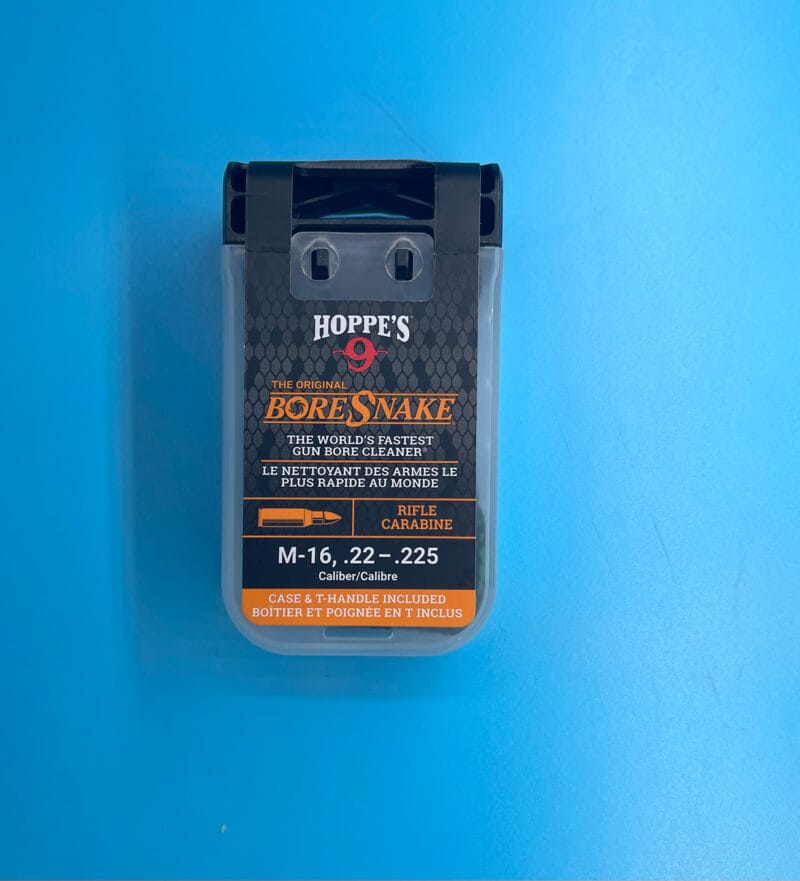 HOPPE'S
9
THE ORIGINAL
BORESNAKE
THE WORLD'S FASTEST
GUN BORE CLEANER®
LE NETTOYANT DES ARMES LE
PLUS RAPIDE AU MONDE
RIFLE
CARABINE
M-16, .22–.225
Caliber/Calibre
CASE & T-HANDLE INCLUDED
BOÎTIER ET POIGNÉE EN T INCLUS